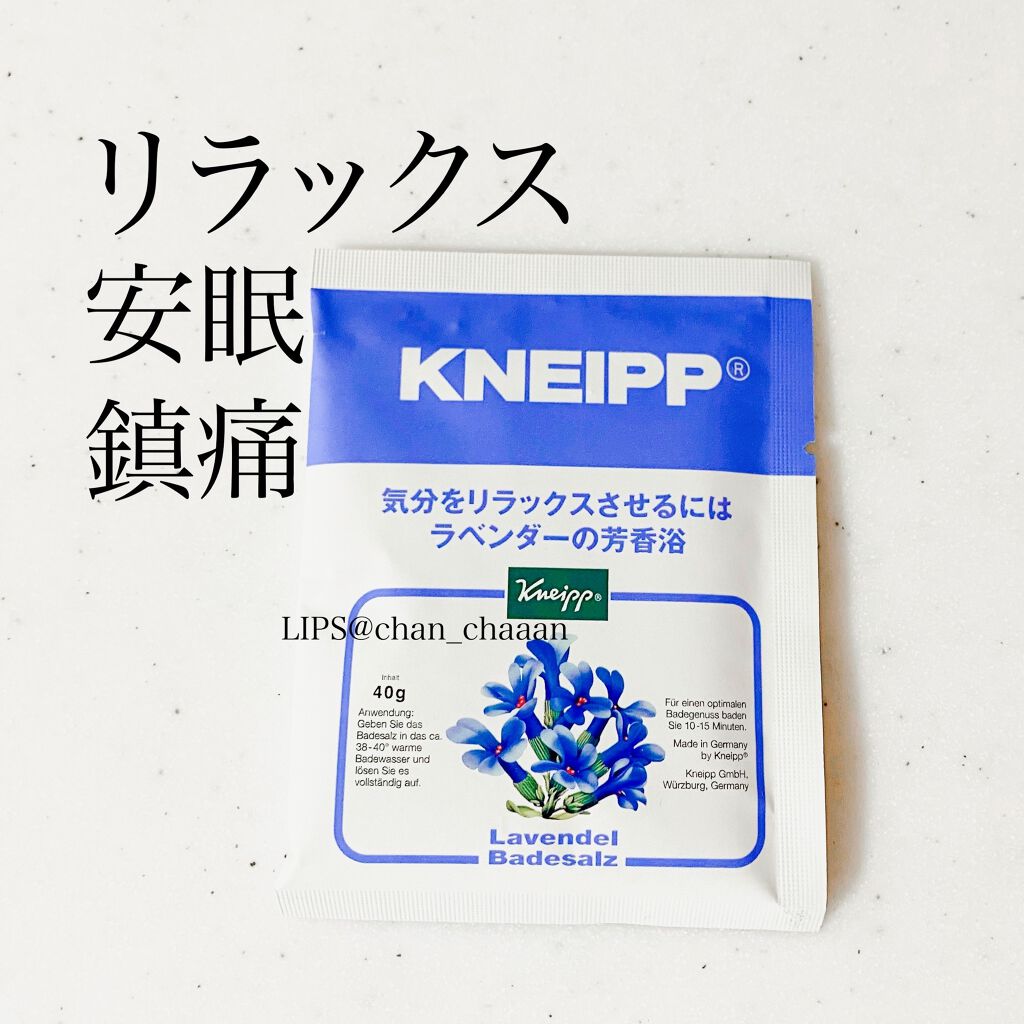 リラックス
安眠
鎮痛
KNEIPP®
気分をリラックスさせるには
ラベンダーの芳香浴
Kneipp®
LIPS@chan_chaaan
Inhalt
40g
Anwendung:
Geben Sie das
Badesalz in das ca.
38-40° warme
Badewasser und
lösen Sie es
vollständig auf.
Für einen optimalen
Badegenuss baden
Sie 10-15 Minuten.
Made in Germany
by Kneipp®
Kneipp GmbH,
Würzburg, Germany
Lavendel
Badesalz